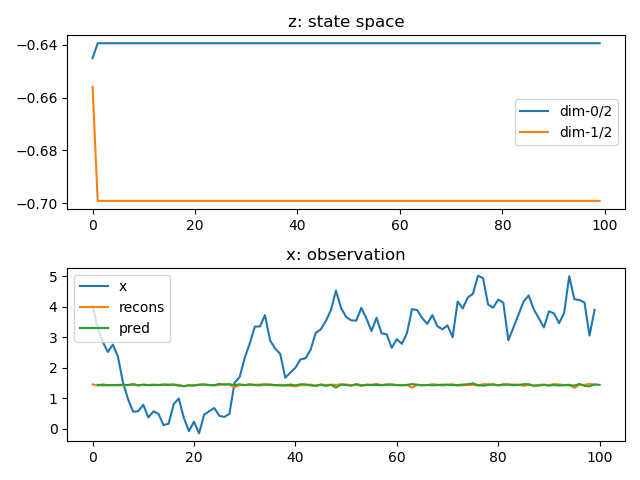 z: state space
−0.64
−0.66
−0.68
−0.70
dim-0/2
dim-1/2
0 20 40 60 80 100
x: observation
5
4
3
2
1
0
x
recons
pred
0 20 40 60 80 100